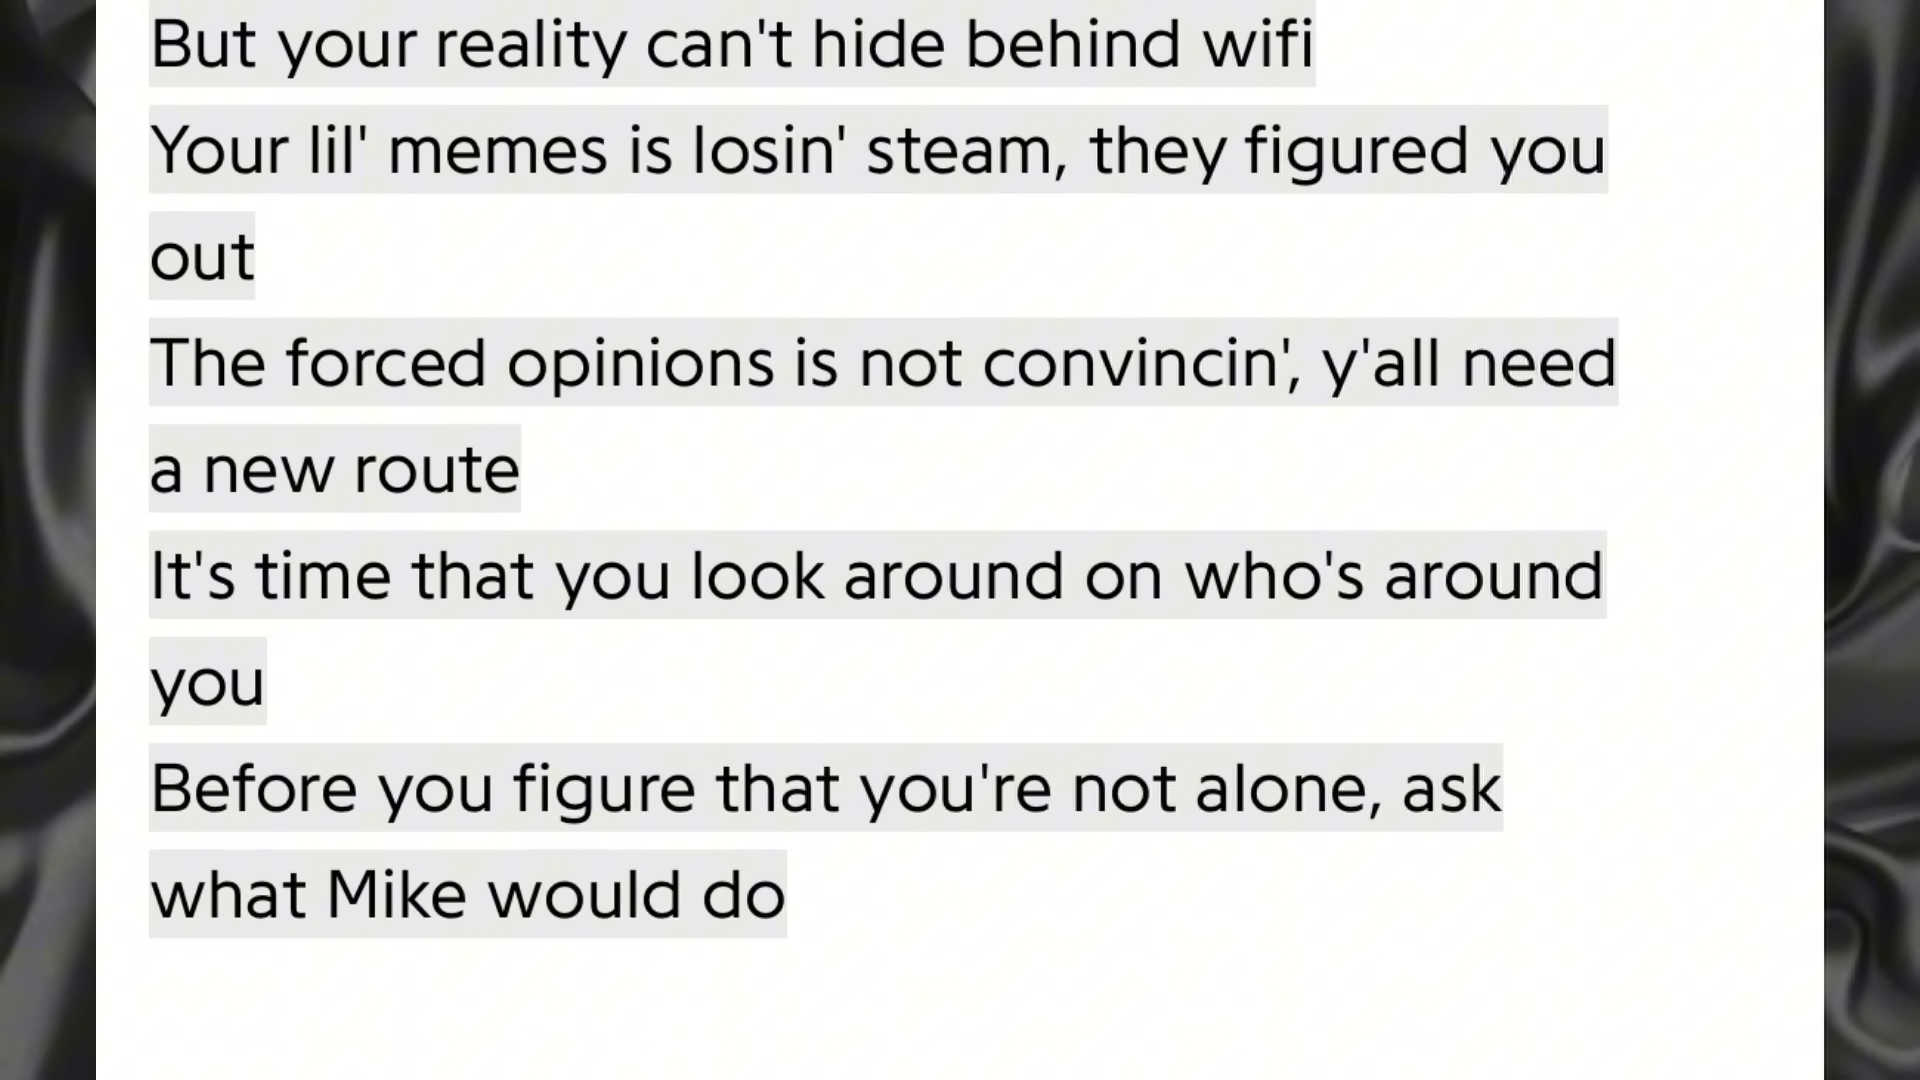 But your reality can't hide behind wifi
Your lil' memes is losin' steam, they figured you
out
The forced opinions is not convincin', y'all need
a new route
It's time that you look around on who's around
you
Before you figure that you're not alone, ask
what Mike would do